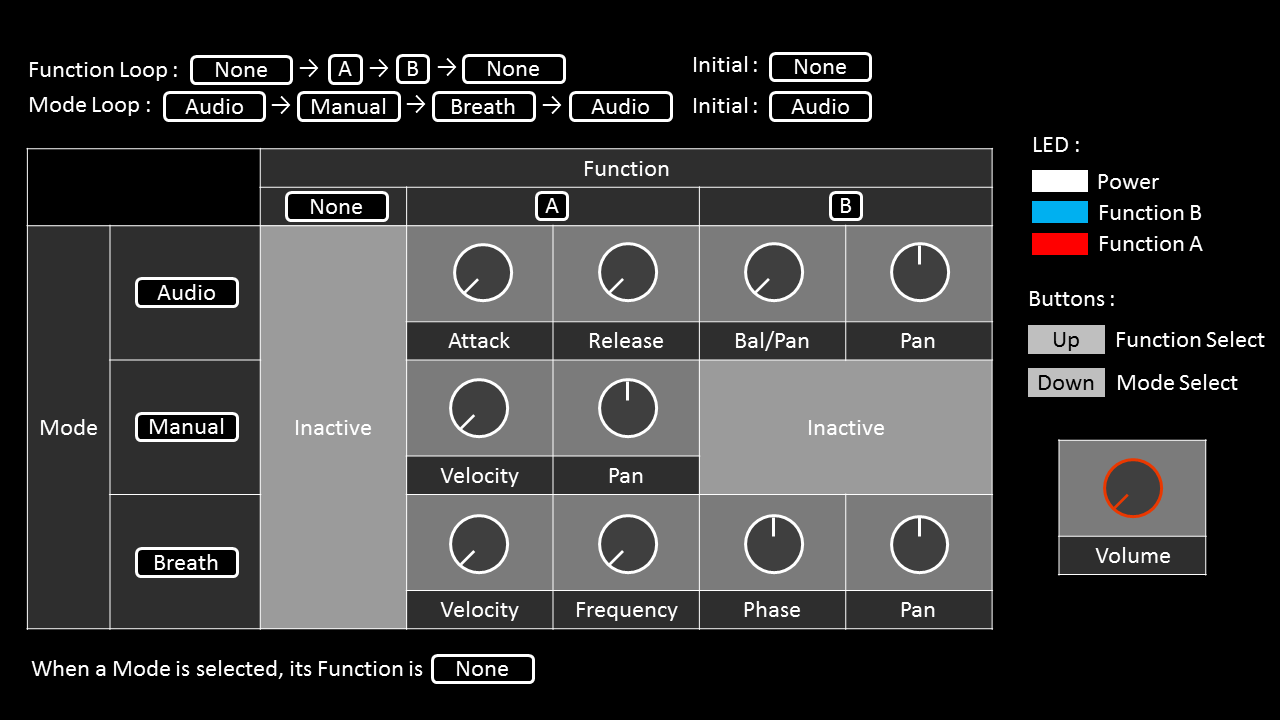 Function Loop : None → A → B → None Initial : None
Mode Loop : Audio → Manual → Breath → Audio Initial : Audio
LED :
Power
Function B
Function A
Buttons :
Up Function Select
Down Mode Select
Function
None A B
Mode
Audio
Attack Release Bal/Pan Pan
Manual
Inactive
Inactive
Velocity Pan
Breath
Velocity Frequency Phase Pan
Volume
When a Mode is selected, its Function is None